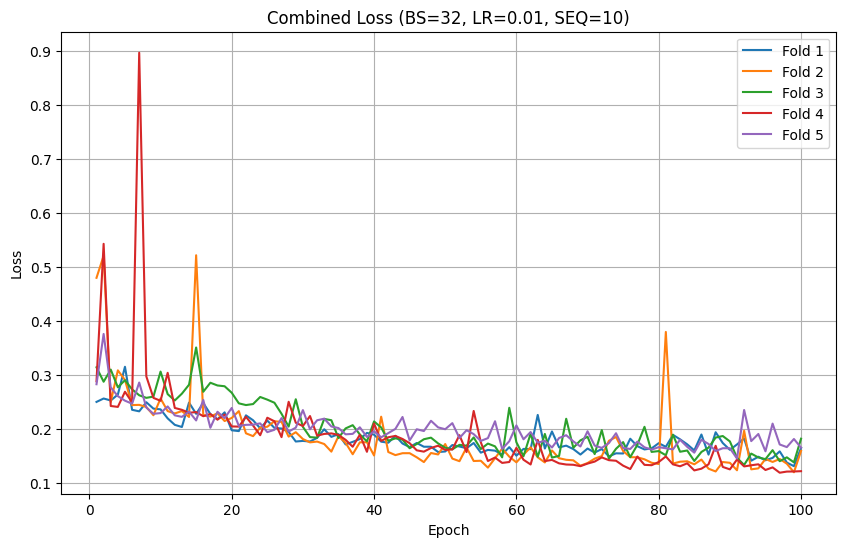 Combined Loss (BS=32, LR=0.01, SEQ=10)
Fold 1
Fold 2
Fold 3
Fold 4
Fold 5
Loss
0.9
0.8
0.7
0.6
0.5
0.4
0.3
0.2
0.1
0
20
40
60
80
100
Epoch